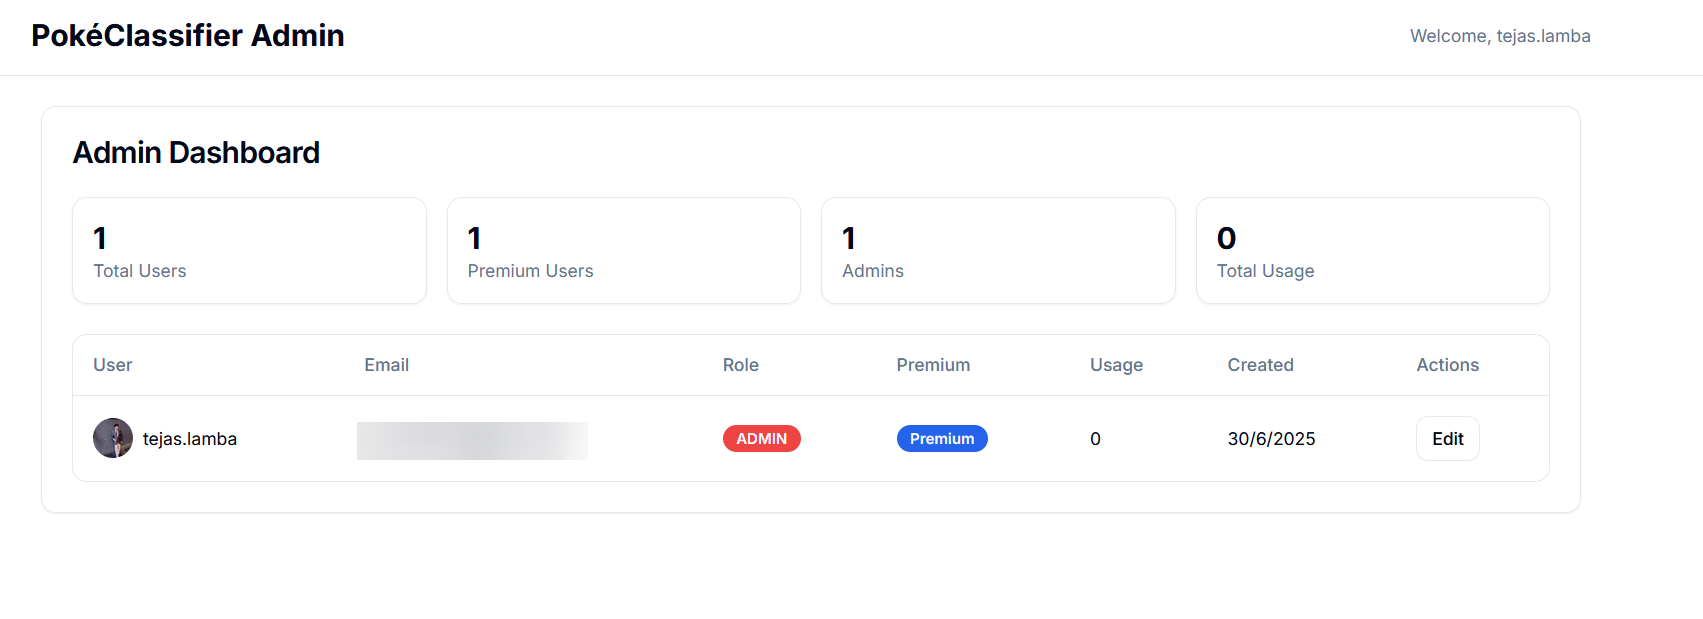 PokéClassifier Admin
Welcome, tejas.lamba
Admin Dashboard
1
Total Users
1
Premium Users
1
Admins
0
Total Usage
User Email Role Premium Usage Created Actions
tejas.lamba ADMIN Premium 0 30/6/2025 Edit